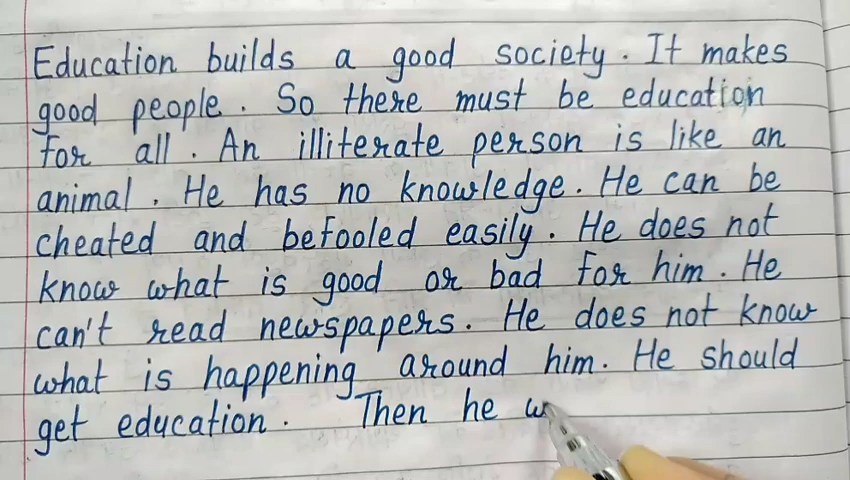 Education builds a good society. It makes
good people. So there must be education
for all. An illiterate person is like an
animal. He has no knowledge. He can be
cheated and befooled easily. He does not
know what is good or bad for him. He
can't read newspapers. He does not know
what is happening around him. He should
get education. Then he w